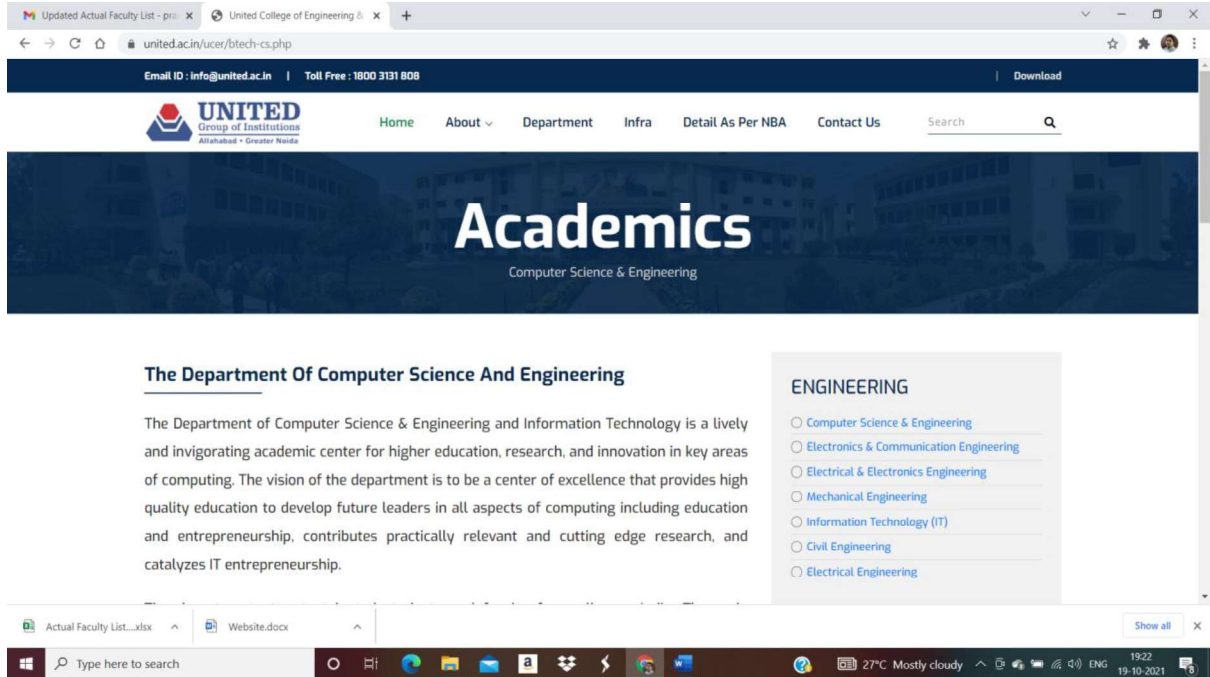 Updated Actual Faculty List - pra
United College of Engineering &
united.ac.in/ucer/btech-cs.php
Email ID : info@united.ac.in | Toll Free : 1800 3131 808 | Download
UNITED
Group of Institutions
Allahabad • Greater Noida
Home About Department Infra Detail As Per NBA Contact Us Search
Academics
Computer Science & Engineering
The Department Of Computer Science And Engineering
The Department of Computer Science & Engineering and Information Technology is a lively
and invigorating academic center for higher education, research, and innovation in key areas
of computing. The vision of the department is to be a center of excellence that provides high
quality education to develop future leaders in all aspects of computing including education
and entrepreneurship, contributes practically relevant and cutting edge research, and
catalyzes IT entrepreneurship.
ENGINEERING
Computer Science & Engineering
Electronics & Communication Engineering
Electrical & Electronics Engineering
Mechanical Engineering
Information Technology (IT)
Civil Engineering
Electrical Engineering
Actual Faculty List....xlsx
Website.docx
Show all
Type here to search
a
27°C Mostly cloudy
ENG
19:22
19-10-2021
8